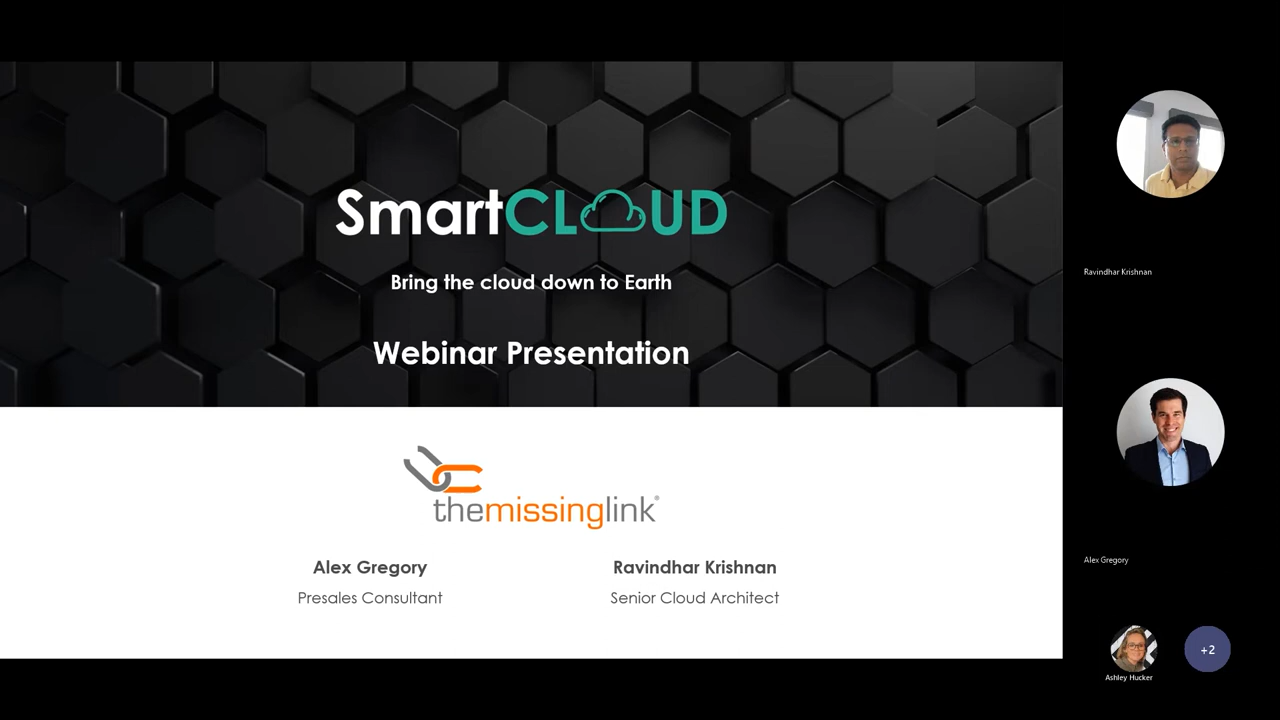 SmartCLOUD
Bring the cloud down to Earth
Webinar Presentation
themissinglink®
Alex Gregory
Presales Consultant
Ravindhar Krishnan
Senior Cloud Architect
Ravindhar Krishnan
Alex Gregory
Ashley Hucker
+2